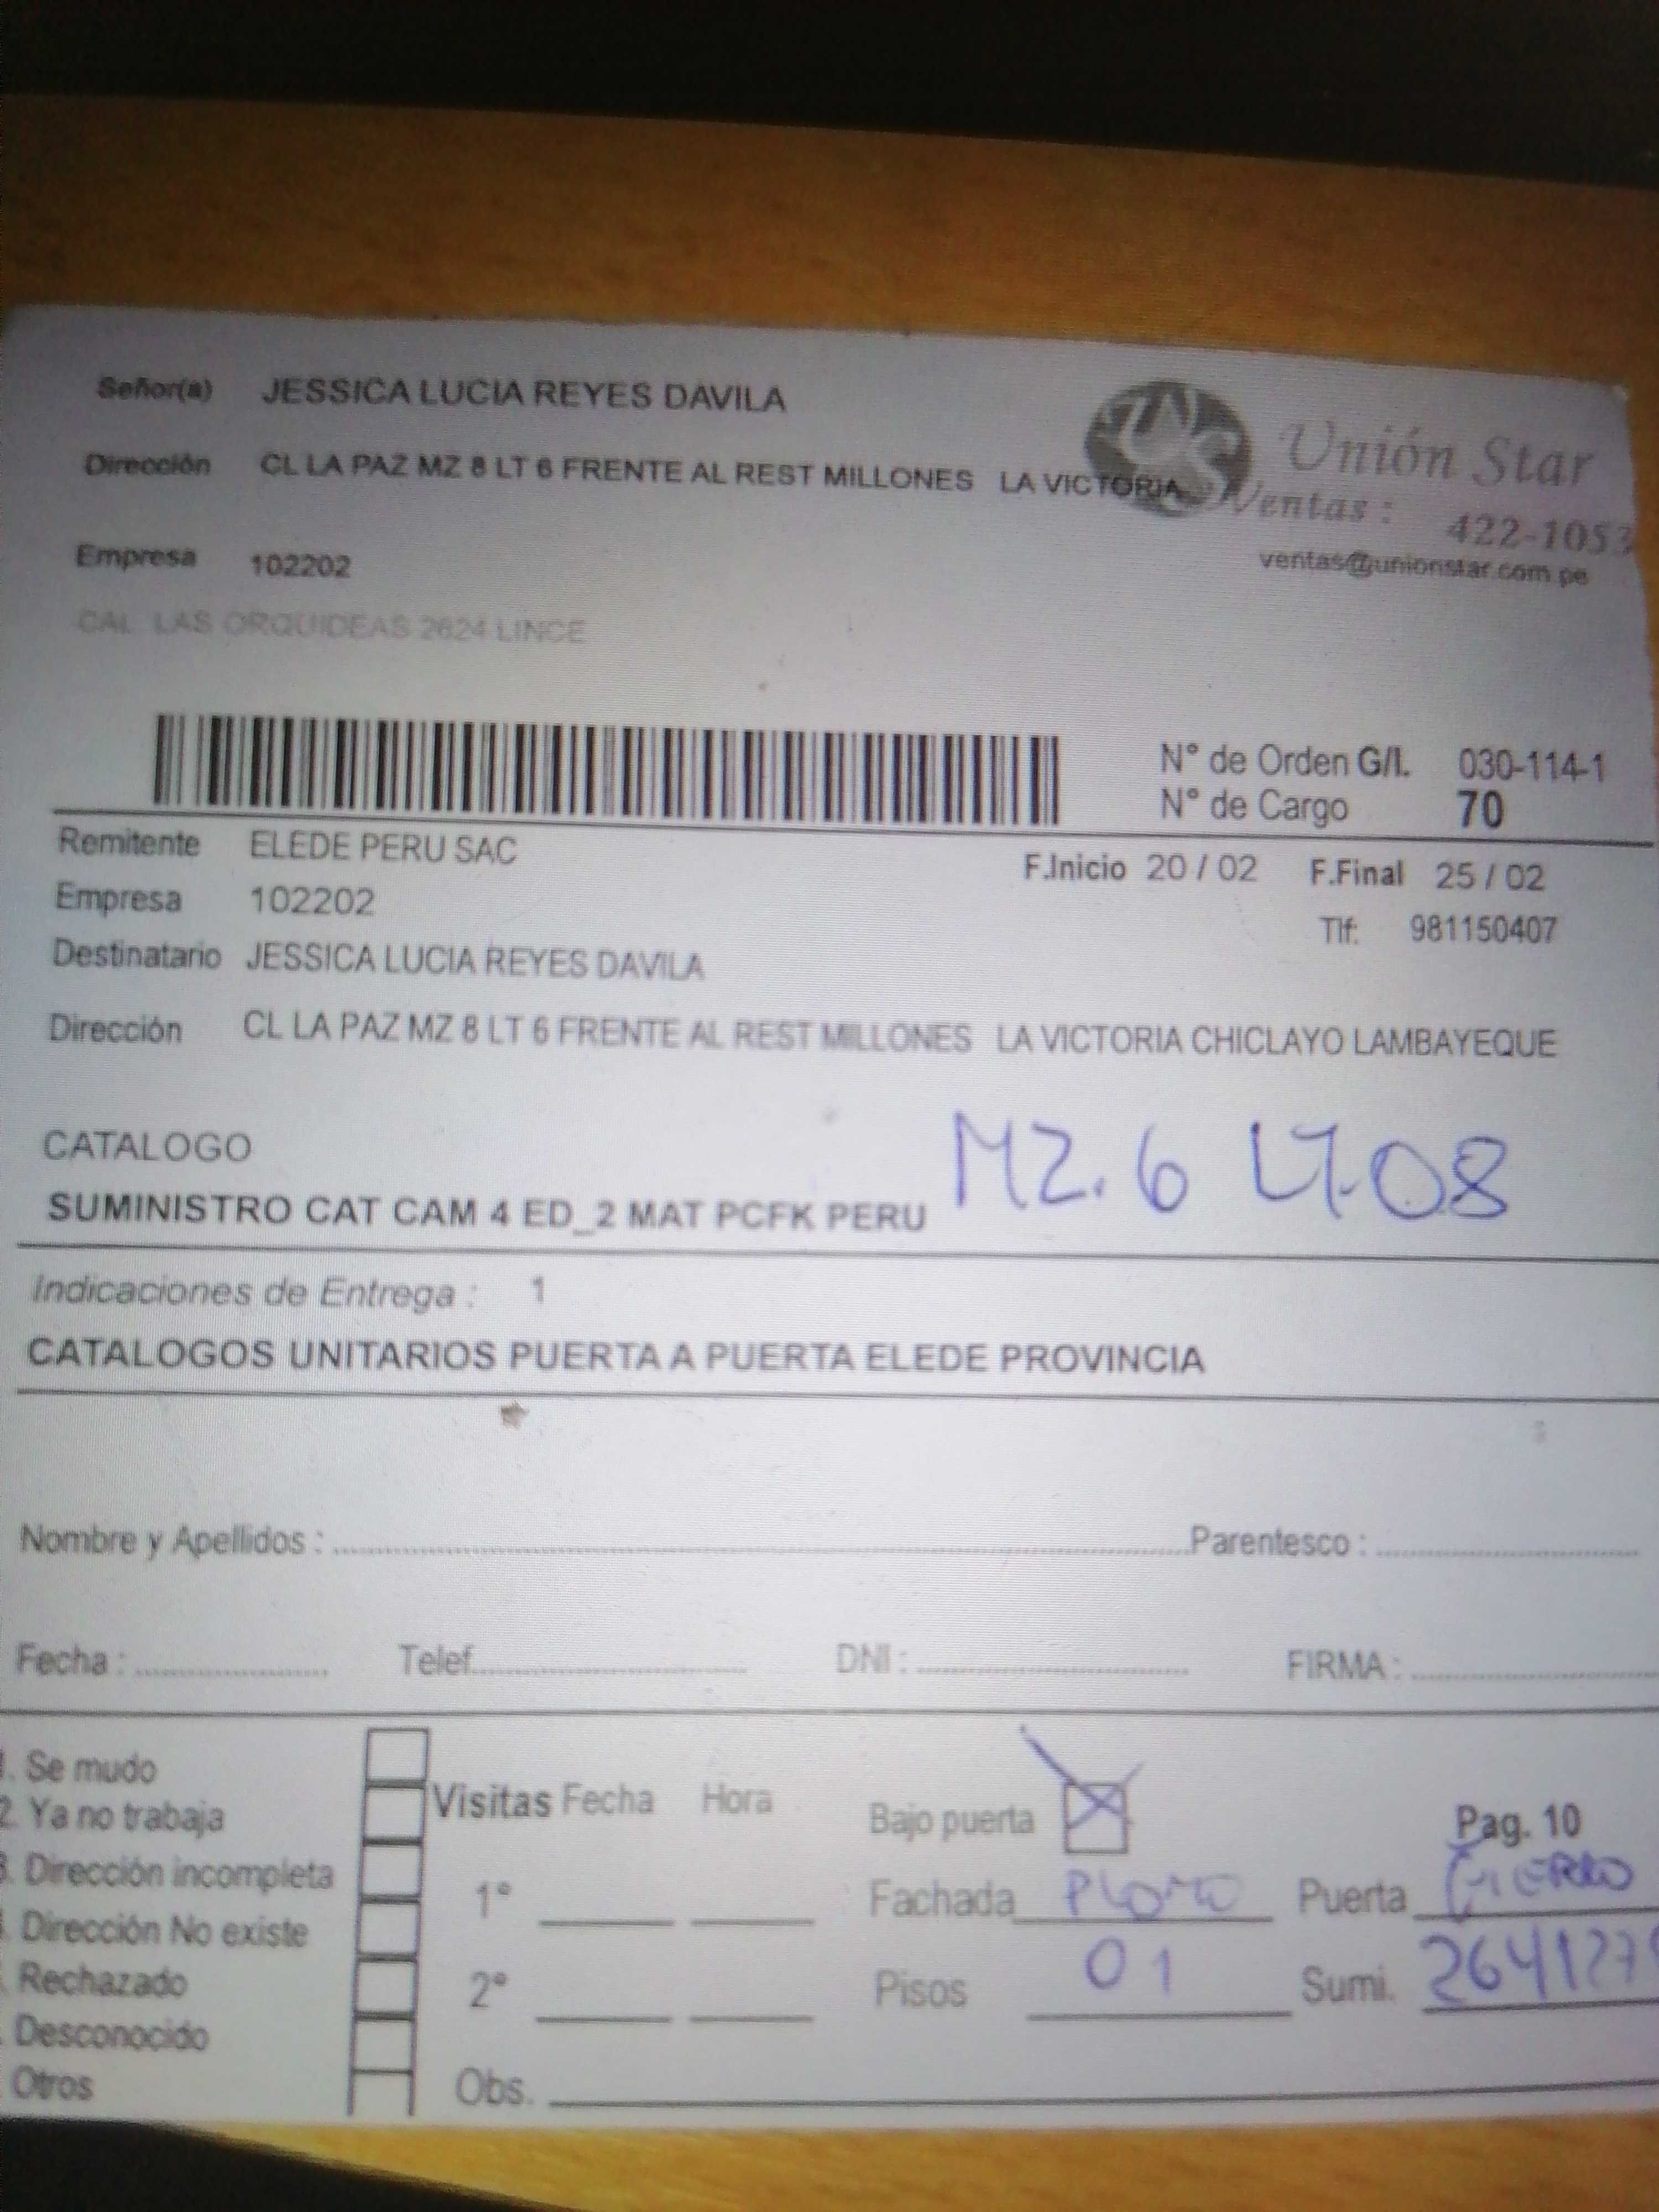 Señor(a) JESSICA LUCIA REYES DAVILA
Dirección CL LA PAZ MZ 8 LT 6 FRENTE AL REST MILLONES LA VICTORIA
Unión Star
Ventas : 422-1053
ventas@unionstar.com.pe
Empresa 102202
CAL LAS ORQUIDEAS 2624 LINCE
N° de Orden G/I. 030-114-1
N° de Cargo 70
Remitente ELEDE PERU SAC
F.Inicio 20 / 02 F.Final 25 / 02
Empresa 102202
Tlf: 981150407
Destinatario JESSICA LUCIA REYES DAVILA
Dirección CL LA PAZ MZ 8 LT 6 FRENTE AL REST MILLONES LA VICTORIA CHICLAYO LAMBAYEQUE
CATALOGO
MZ. 6 LT.08
SUMINISTRO CAT CAM 4 ED_2 MAT PCFK PERU
Indicaciones de Entrega : 1
CATALOGOS UNITARIOS PUERTA A PUERTA ELEDE PROVINCIA
Nombre y Apellidos : Parentesco :
Fecha : Telef. DNI : FIRMA :
. Se mudo
2. Ya no trabaja
3. Dirección incompleta
. Dirección No existe
. Rechazado
. Desconocido
Otros
Visitas Fecha Hora
1°
2°
Obs.
Bajo puerta
Pag. 10
Fachada PLOMO Puerta FIERRO
Pisos 01 Sumi. 264127